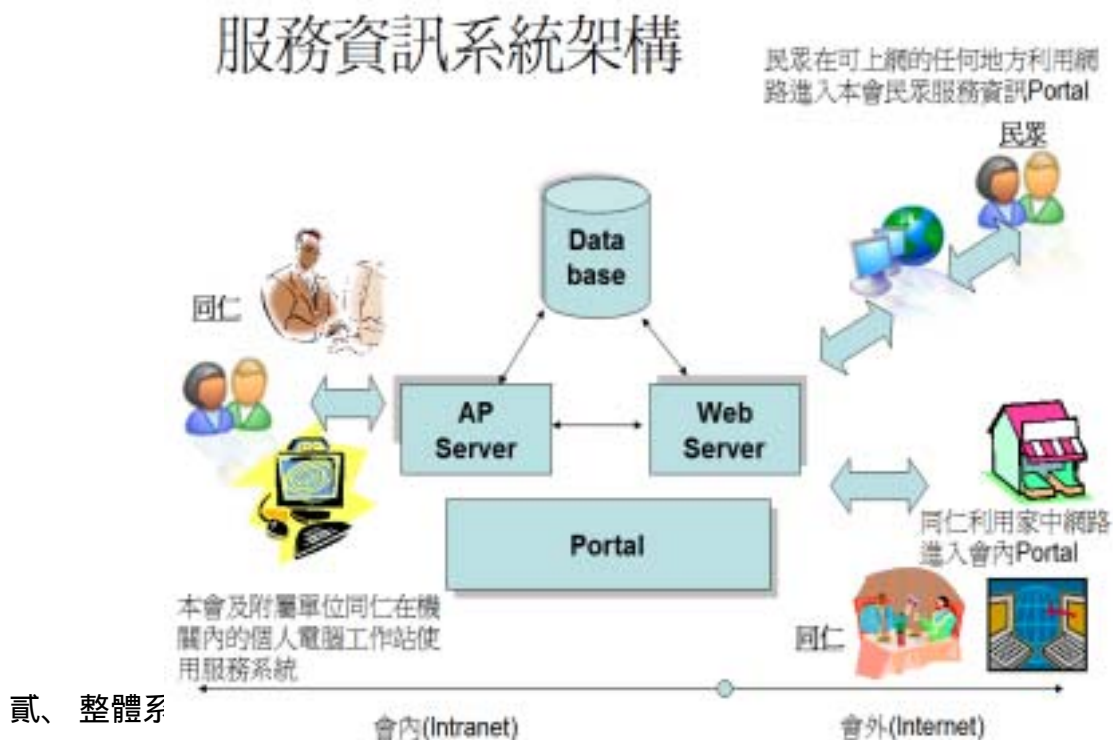 服務資訊系統架構
民眾在可上網的任何地方利用網
路進入本會民眾服務資訊Portal
民眾
Data
base
同仁
AP
Server
Web
Server
Portal
同仁利用家中網路
進入會內Portal
本會及附屬單位同仁在機
關內的個人電腦工作站使
用服務系統
同仁
貳、 整體系
會內(Intranet)
會外(Internet)